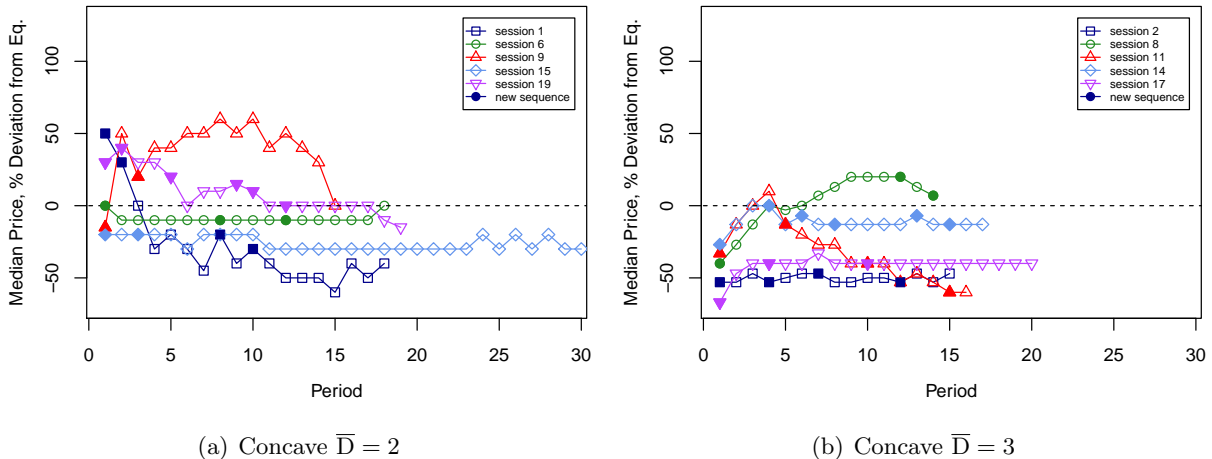 Median Price, % Deviation from Eq.
100
50
0
−50
0 5 10 15 20 25 30
Period
session 1
session 6
session 9
session 15
session 19
new sequence
(a) Concave D̅ = 2
Median Price, % Deviation from Eq.
100
50
0
−50
0 5 10 15 20 25 30
Period
session 2
session 8
session 11
session 14
session 17
new sequence
(b) Concave D̅ = 3